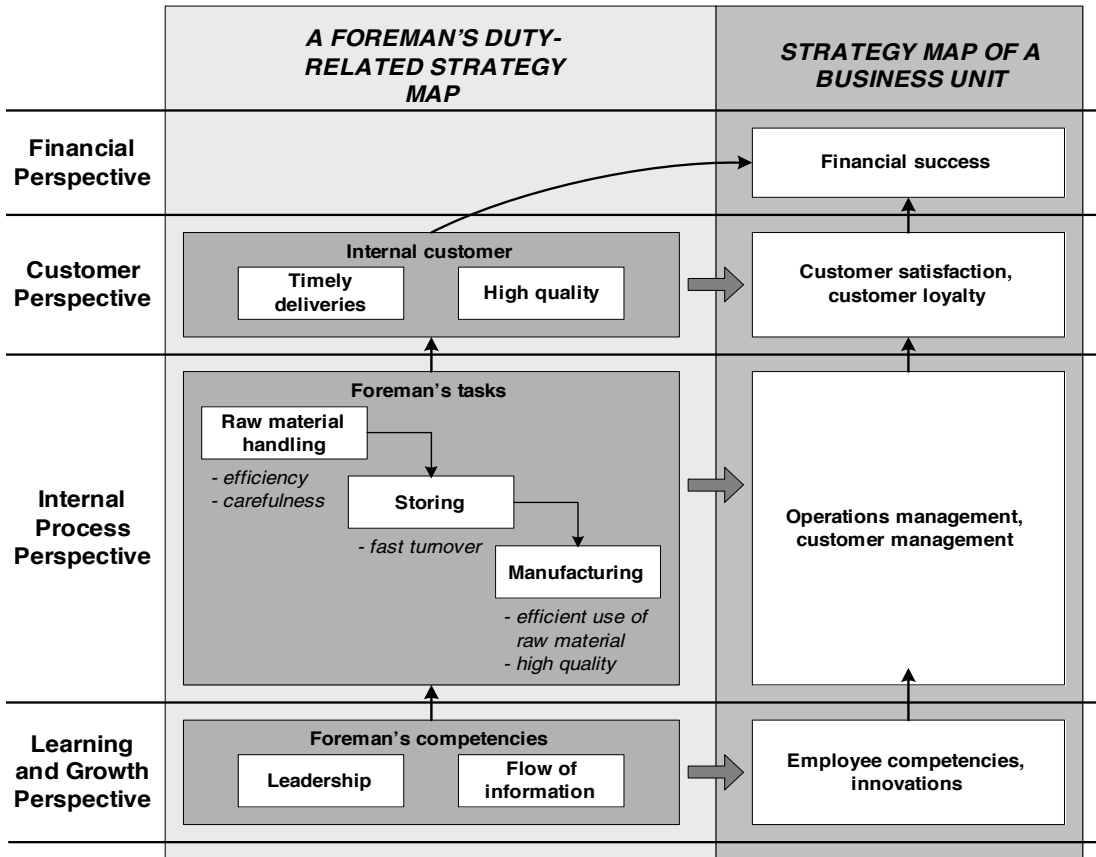 A FOREMAN’S DUTY-
RELATED STRATEGY
MAP
STRATEGY MAP OF A
BUSINESS UNIT
Financial
Perspective
Financial success
Customer
Perspective
Internal customer
Timely
deliveries
High quality
Customer satisfaction,
customer loyalty
Internal
Process
Perspective
Foreman’s tasks
Raw material
handling
- efficiency
- carefulness
Storing
- fast turnover
Manufacturing
- efficient use of
raw material
- high quality
Operations management,
customer management
Learning
and Growth
Perspective
Foreman’s competencies
Leadership
Flow of
information
Employee competencies,
innovations